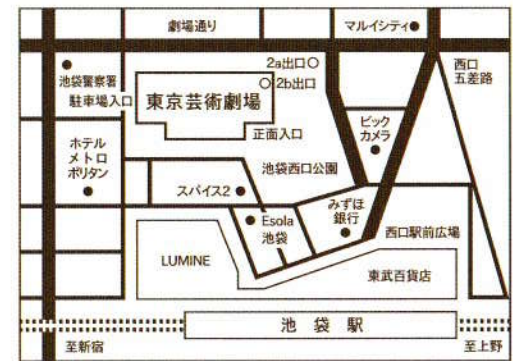 劇場通り
マルイシティ
2a出口
2b出口
西口
五差路
池袋警察署
駐車場入口
東京芸術劇場
正面入口
ビック
カメラ
ホテル
メトロ
ポリタン
池袋西口公園
スパイス2
Esola
池袋
みずほ
銀行
西口駅前広場
LUMINE
東武百貨店
池袋駅
至新宿
至上野